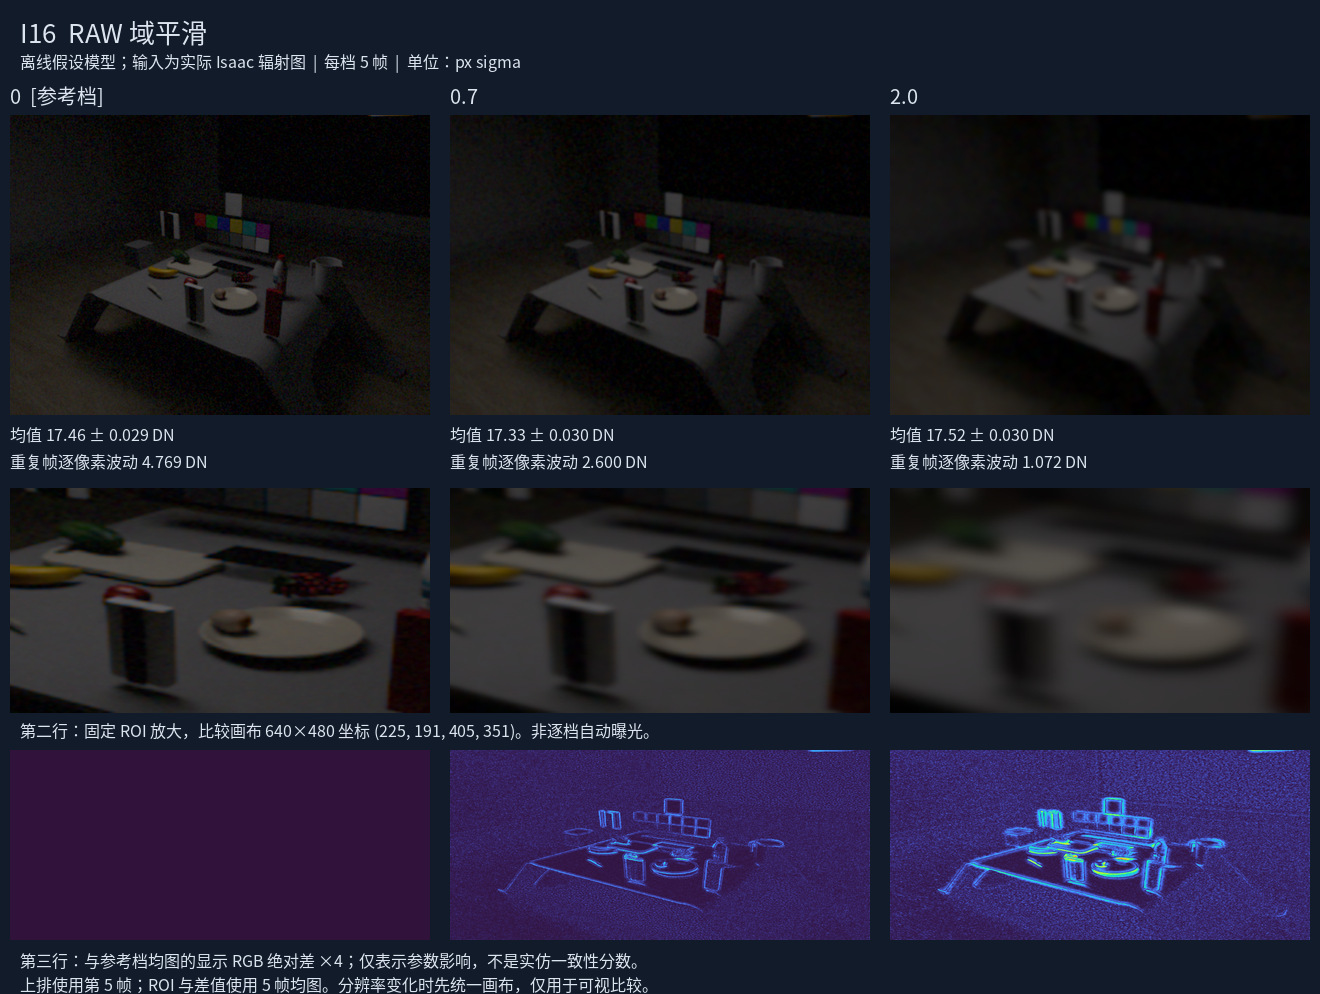 I16 RAW 域平滑
离线假设模型；输入为实际 Isaac 辐射图 | 每档 5 帧 | 单位：px sigma
0 [参考档]
0.7
2.0
均值 17.46 ± 0.029 DN
均值 17.33 ± 0.030 DN
均值 17.52 ± 0.030 DN
重复帧逐像素波动 4.769 DN
重复帧逐像素波动 2.600 DN
重复帧逐像素波动 1.072 DN
第二行：固定 ROI 放大，比较画布 640×480 坐标 (225, 191, 405, 351)。非逐档自动曝光。
第三行：与参考档均图的显示 RGB 绝对差 ×4；仅表示参数影响，不是实仿一致性分数。
上排使用第 5 帧；ROI 与差值使用 5 帧均图。分辨率变化时先统一画布，仅用于可视比较。